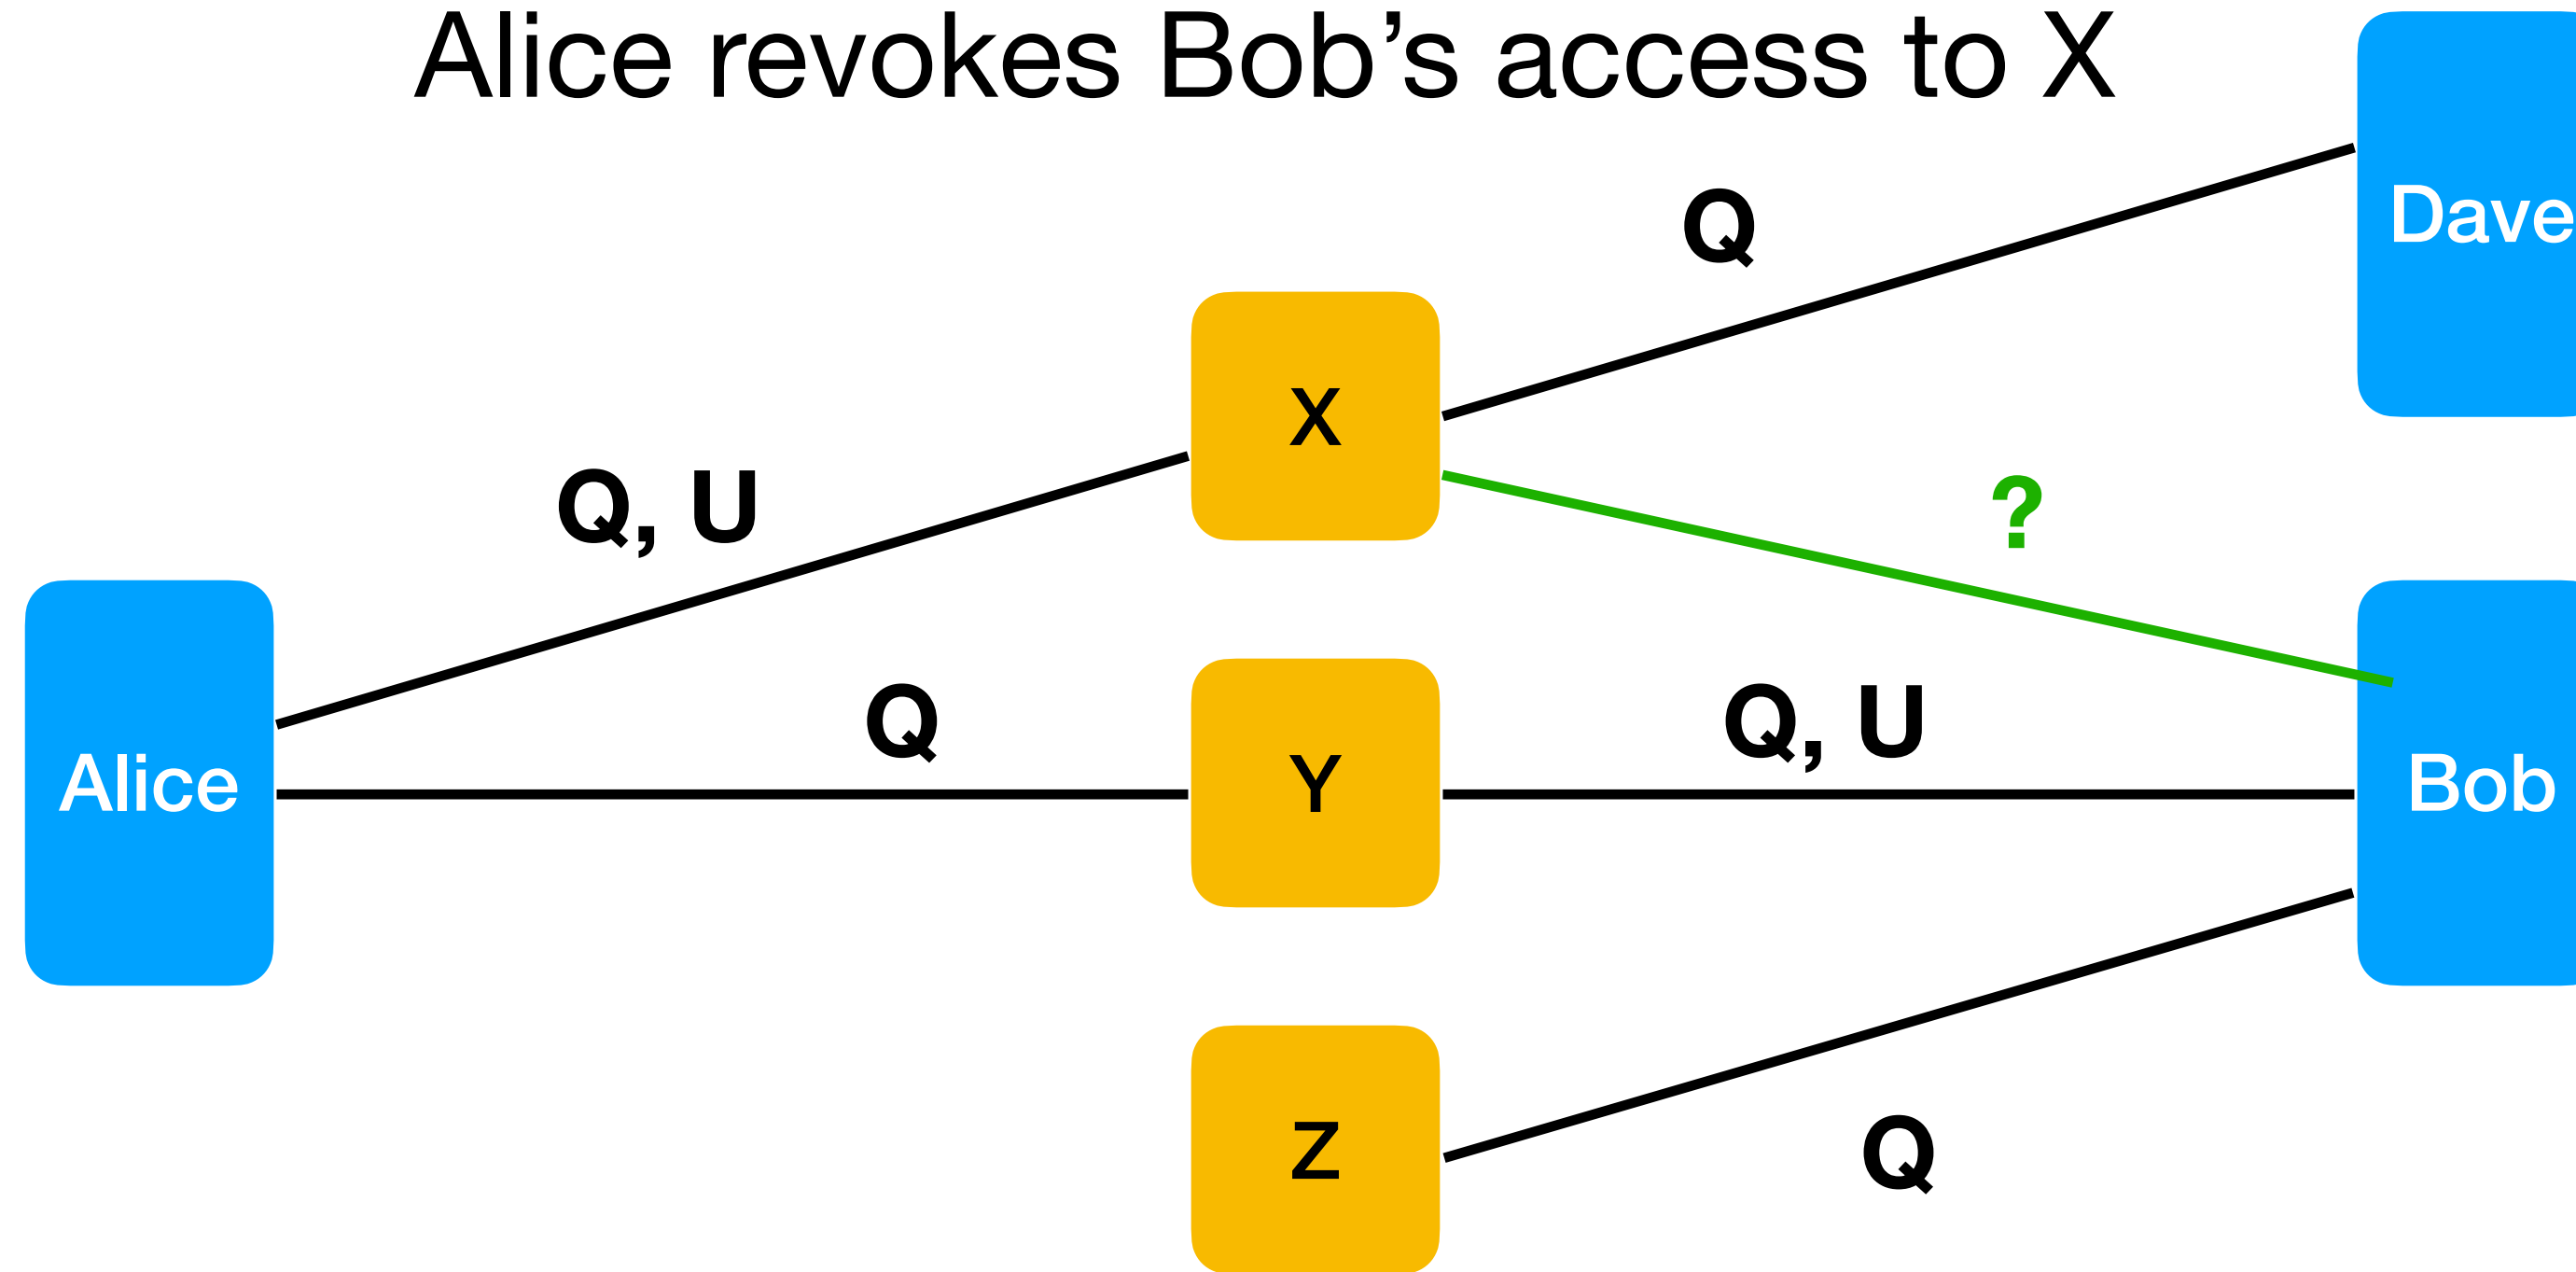 Alice revokes Bob’s access to X
Dave
Q
X
Q, U
?
Q
Q, U
Alice
Y
Bob
Z
Q